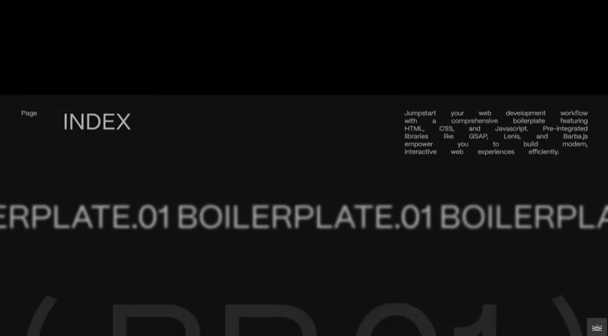 Page
INDEX
Jumpstart your web development workflow
with a comprehensive boilerplate featuring
HTML, CSS, and Javascript. Pre-integrated
libraries like GSAP, Lenis, and Barba.js
empower you to build modern,
interactive web experiences efficiently.
ERPLATE.01 BOILERPLATE.01 BOILERPLA